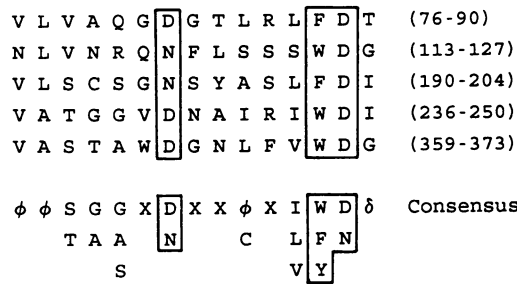 V L V A Q G D G T L R L F D T (76-90)
N L V N R Q N F L S S S W D G (113-127)
V L S C S G N S Y A S L F D I (190-204)
V A T G G V D N A I R I W D I (236-250)
V A S T A W D G N L F V W D G (359-373)
ϕ ϕ S G G X D X X ϕ X I W D δ Consensus
T A A N C L F N
S V Y